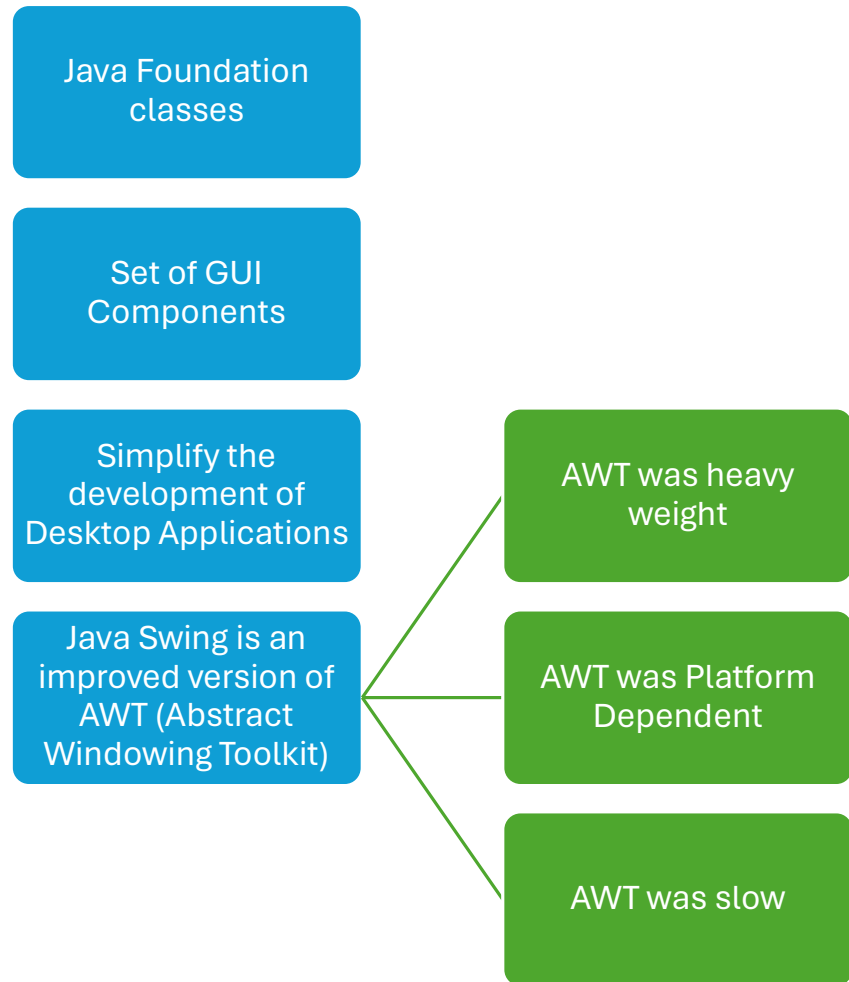 Java Foundation
classes
Set of GUI
Components
Simplify the
development of
Desktop Applications
Java Swing is an
improved version of
AWT (Abstract
Windowing Toolkit)
AWT was heavy
weight
AWT was Platform
Dependent
AWT was slow